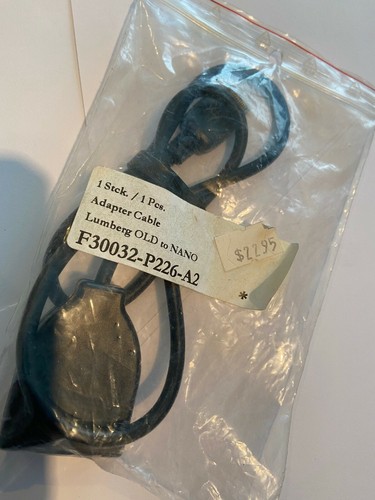 1 Stck. / 1 Pcs.
Adapter Cable
Lumberg OLD to NANO
F30032-P226-A2
*
$22.95